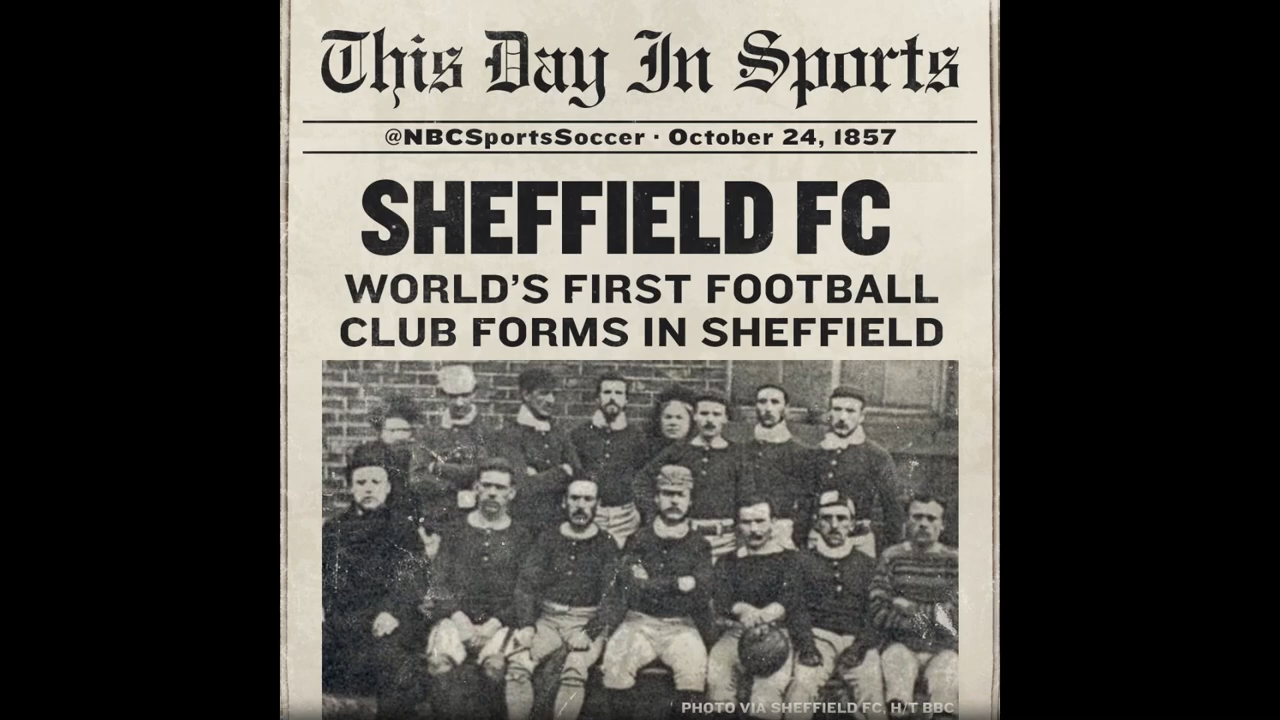 This Day In Sports
@NBCSportsSoccer · October 24, 1857
SHEFFIELD FC
WORLD'S FIRST FOOTBALL
CLUB FORMS IN SHEFFIELD
PHOTO VIA SHEFFIELD FC, H/T BBC